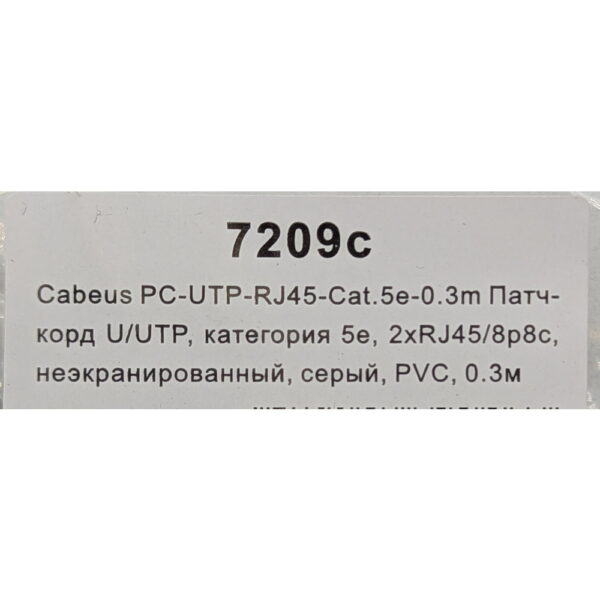 7209c
Cabeus PC-UTP-RJ45-Cat.5e-0.3m Патч-
корд U/UTP, категория 5e, 2xRJ45/8p8c,
неэкранированный, серый, PVC, 0.3м